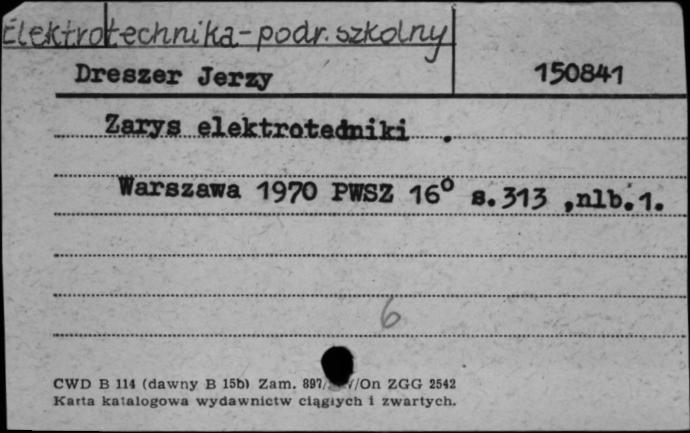 Elektrotechnika - podr. szkolny
Dreszer Jerzy 150841
Zarys elektrotedniki .
Warszawa 1970 PWSZ 16° s. 313 ,nlb.1.
6
CWD B 114 (dawny B 15b) Zam. 897/ /On ZGG 2542
Karta katalogowa wydawnictw ciągłych i zwartych.